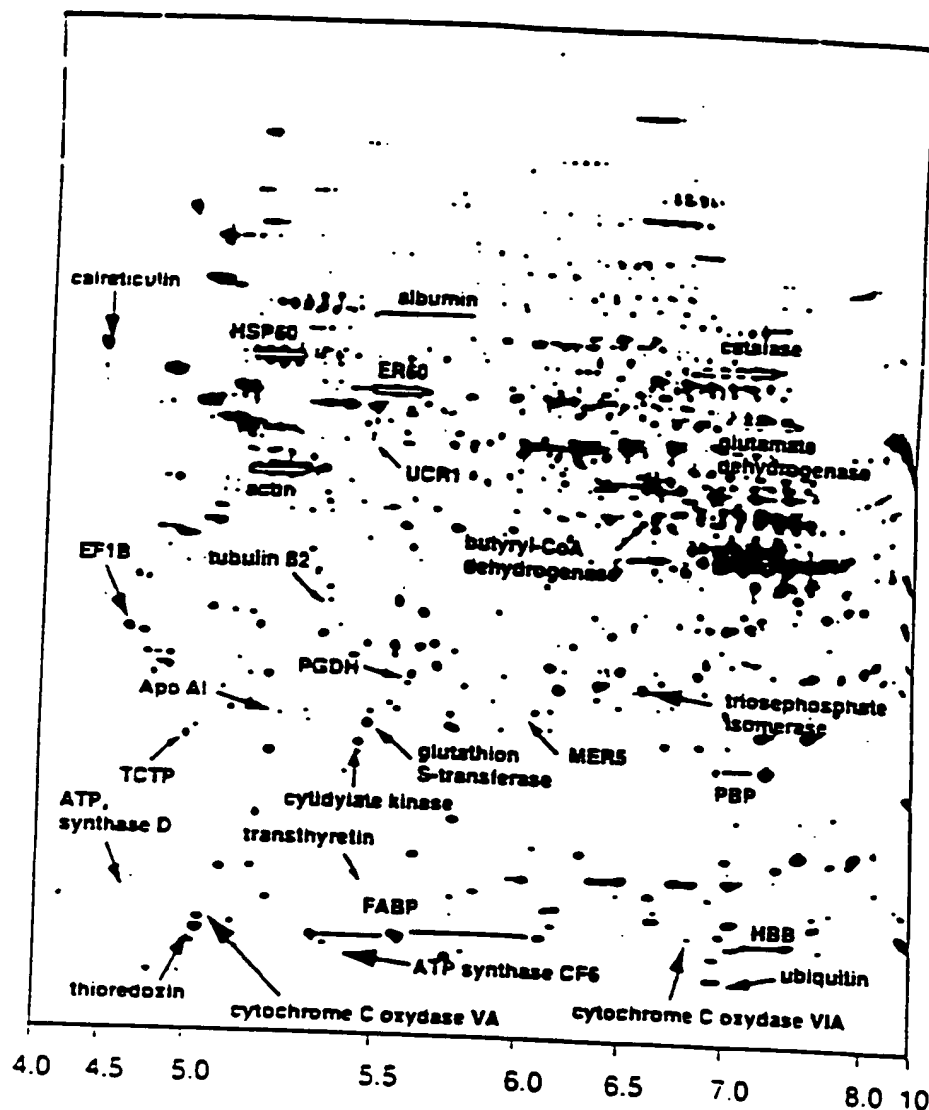 calreticulin
albumin
HSP60
catalase
ER60
glutamate
dehydrogenase
UCR1
actin
butyryl-CoA
dehydrogenase
EF1B
tubulin B2
PGDH
Apo AI
triosephosphate
isomerase
glutathion
S-transferase
MER5
TCTP
PBP
cytidylate kinase
ATP
synthase D
transthyretin
FABP
HBB
ATP synthase CF6
ubiquitin
thioredoxin
cytochrome C oxydase VA
cytochrome C oxydase VIA
4.0 4.5 5.0 5.5 6.0 6.5 7.0 8.0 10